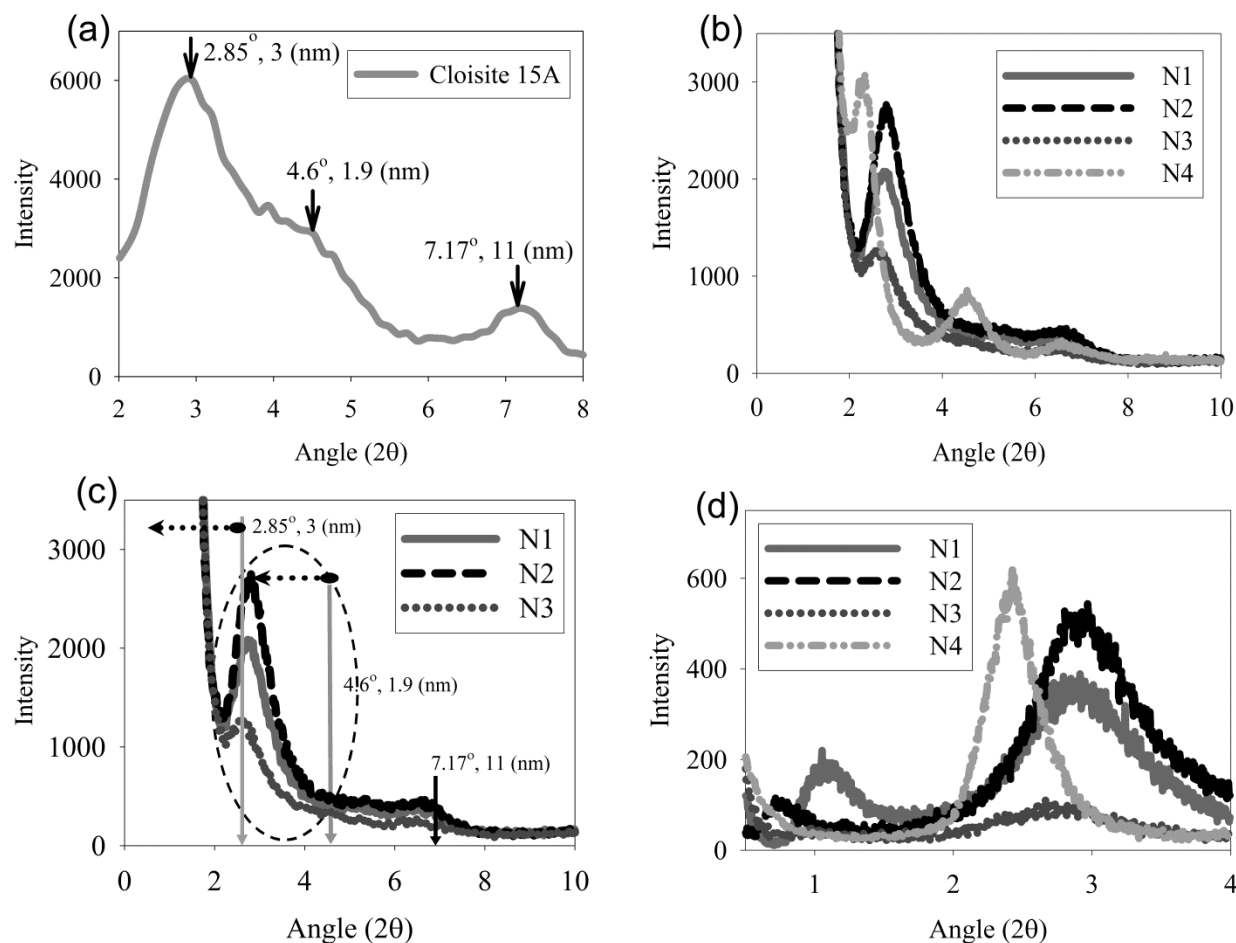 (a)
2.85°, 3 (nm)
Cloisite 15A
4.6°, 1.9 (nm)
7.17°, 11 (nm)
Intensity
6000
4000
2000
0
2 3 4 5 6 7 8
Angle (2θ)
(b)
N1
N2
N3
N4
Intensity
3000
2000
1000
0
0 2 4 6 8 10
Angle (2θ)
(c)
2.85°, 3 (nm)
N1
N2
N3
4.6°, 1.9 (nm)
7.17°, 11 (nm)
Intensity
3000
2000
1000
0
0 2 4 6 8 10
Angle (2θ)
(d)
N1
N2
N3
N4
Intensity
600
400
200
0
1 2 3 4
Angle (2θ)